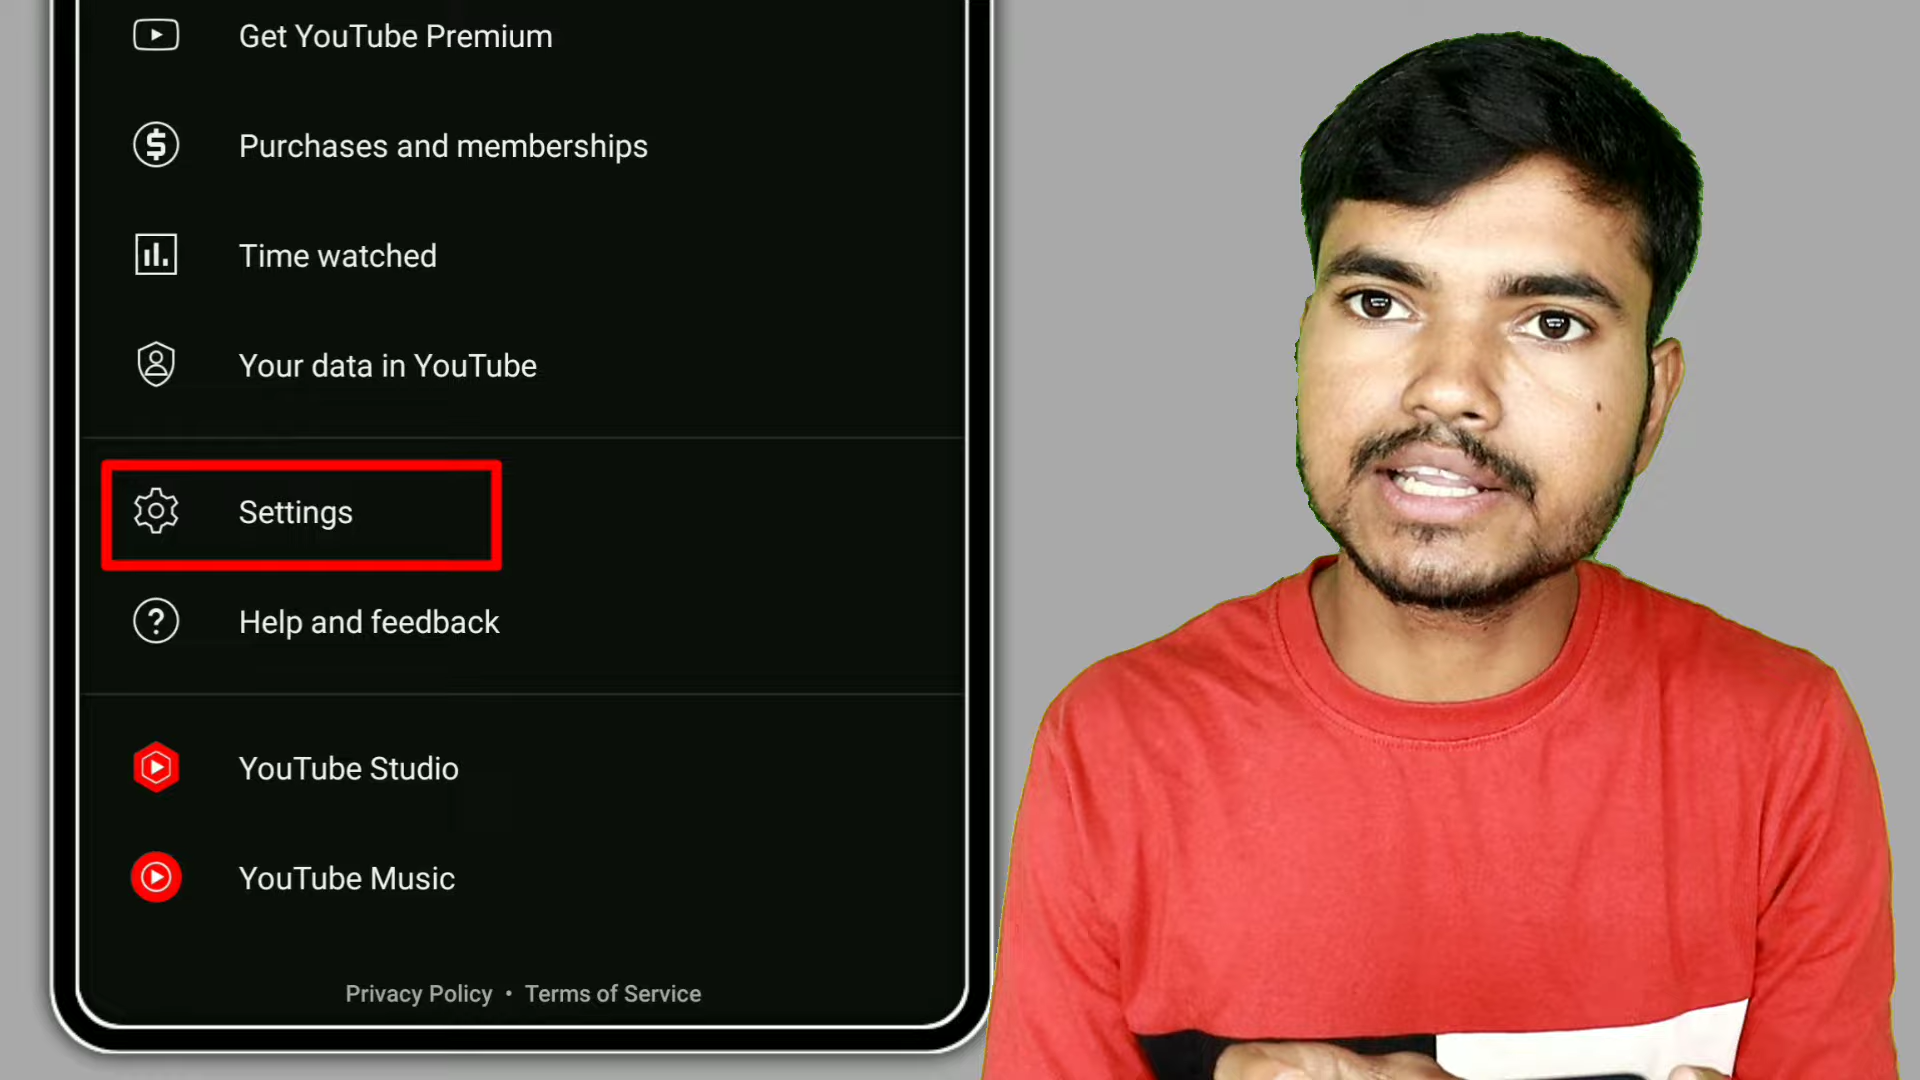 Get YouTube Premium
Purchases and memberships
Time watched
Your data in YouTube
Settings
Help and feedback
YouTube Studio
YouTube Music
Privacy Policy • Terms of Service